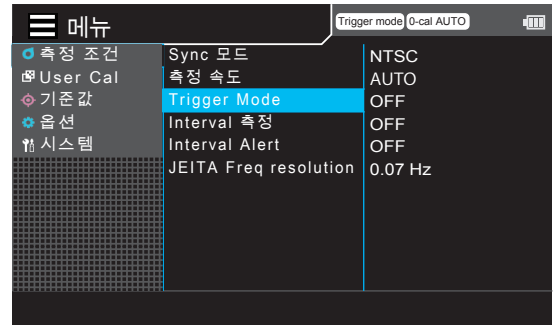 메뉴
Trigg er mode 0-cal AUTO
측정 조건
User Cal
기준값
옵션
시스템
Sync 모드 NTSC
측정 속도 AUTO
Trigger Mode OFF
Interval 측정 OFF
Interval Alert OFF
JEITA Freq resolution 0.07 Hz